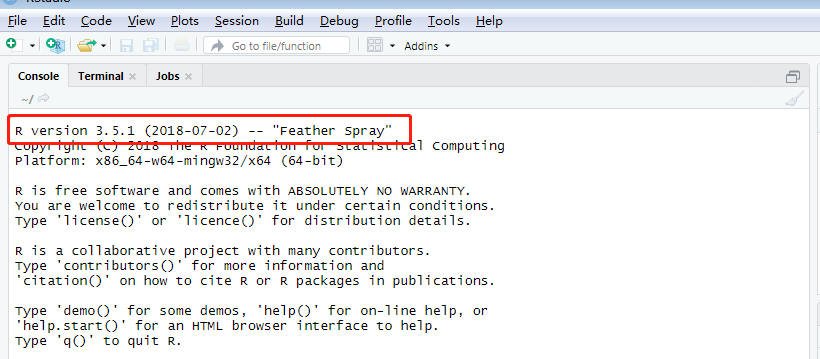 File Edit Code View Plots Session Build Debug Profile Tools Help
Go to file/function Addins
Console Terminal Jobs
~/
R version 3.5.1 (2018-07-02) -- "Feather Spray"
Copyright (C) 2018 The R Foundation for Statistical Computing
Platform: x86_64-w64-mingw32/x64 (64-bit)
R is free software and comes with ABSOLUTELY NO WARRANTY.
You are welcome to redistribute it under certain conditions.
Type 'license()' or 'licence()' for distribution details.
R is a collaborative project with many contributors.
Type 'contributors()' for more information and
'citation()' on how to cite R or R packages in publications.
Type 'demo()' for some demos, 'help()' for on-line help, or
'help.start()' for an HTML browser interface to help.
Type 'q()' to quit R.